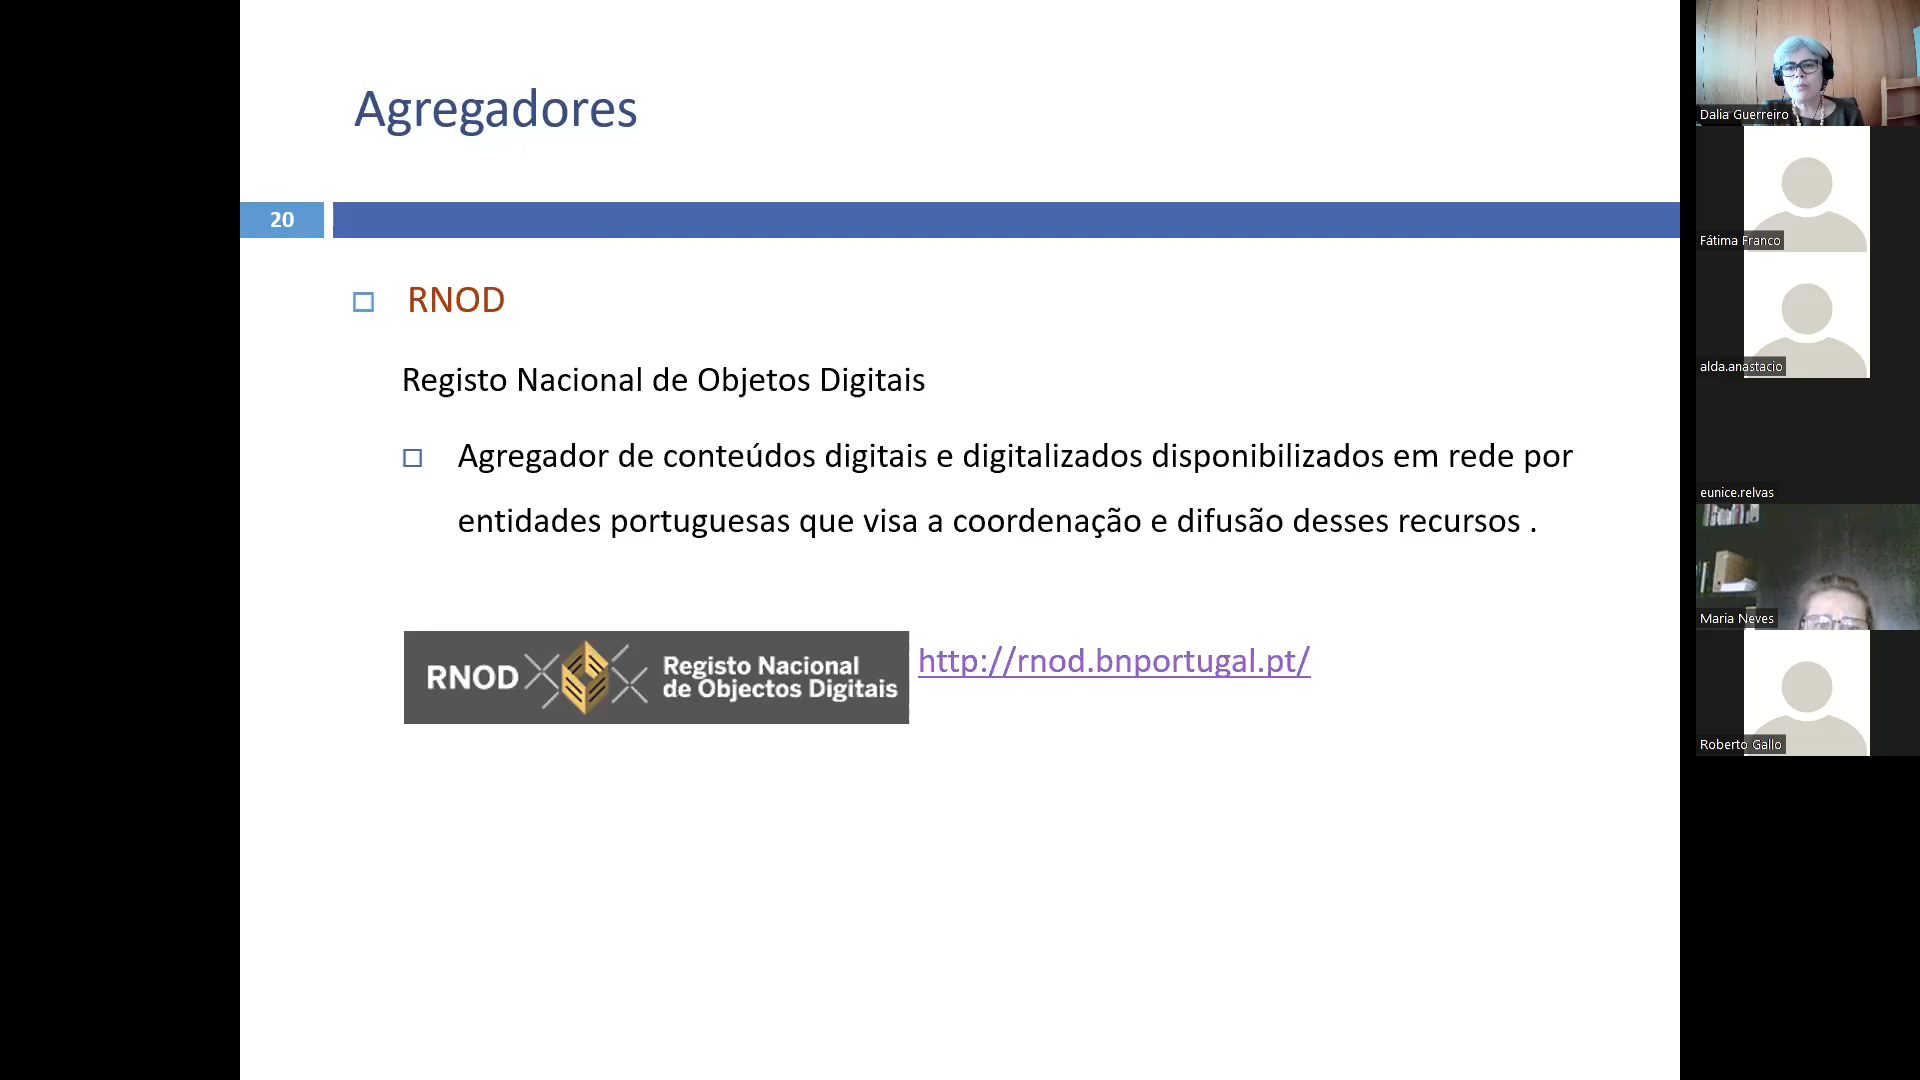 Agregadores
20
RNOD
Registo Nacional de Objetos Digitais
Agregador de conteúdos digitais e digitalizados disponibilizados em rede por
entidades portuguesas que visa a coordenação e difusão desses recursos .
RNOD
Registo Nacional
de Objectos Digitais
http://rnod.bnportugal.pt/
Dalia Guerreiro
Fátima Franco
alda.anastacio
eunice.relvas
Maria Neves
Roberto Gallo